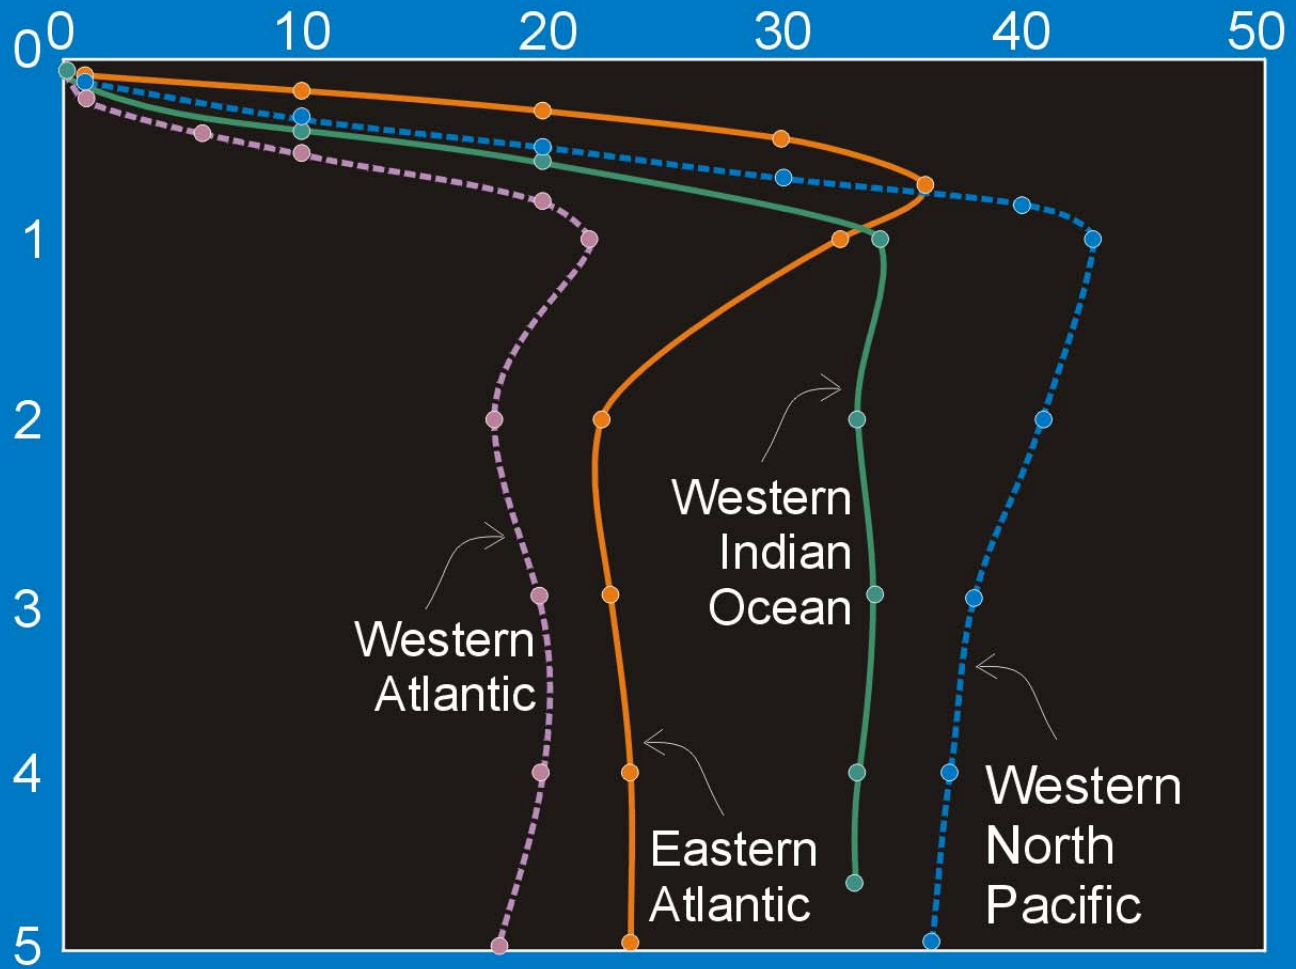 0 10 20 30 40 50
0
1
2
3
4
5
Western
Indian
Ocean
Western
Atlantic
Eastern
Atlantic
Western
North
Pacific